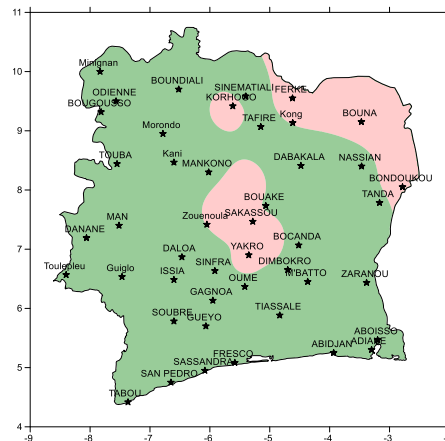 11
10
9
8
7
6
5
4
Minignan
ODIENNE
BOUGOUSSO
BOUNDIALI
SINEMATIALI
FERKE
KORHOGO
TAFIRE
Kong
BOUNA
Morondo
TOUBA
Kani
MANKONO
DABAKALA
NASSIAN
BONDOUKOU
TANDA
BOUAKE
MAN
Zouenoula
SAKASSOU
DANANE
BOCANDA
DALOA
YAKRO
Toulepleu
Guiglo
ISSIA
SINFRA
DIMBOKRO
M'BATTO
ZARANOU
OUME
GAGNOA
TIASSALE
SOUBRE
GUEYO
ABOISSO
ADIAKE
ABIDJAN
FRESCO
SASSANDRA
SAN PEDRO
TABOU
-9 -8 -7 -6 -5 -4 -3